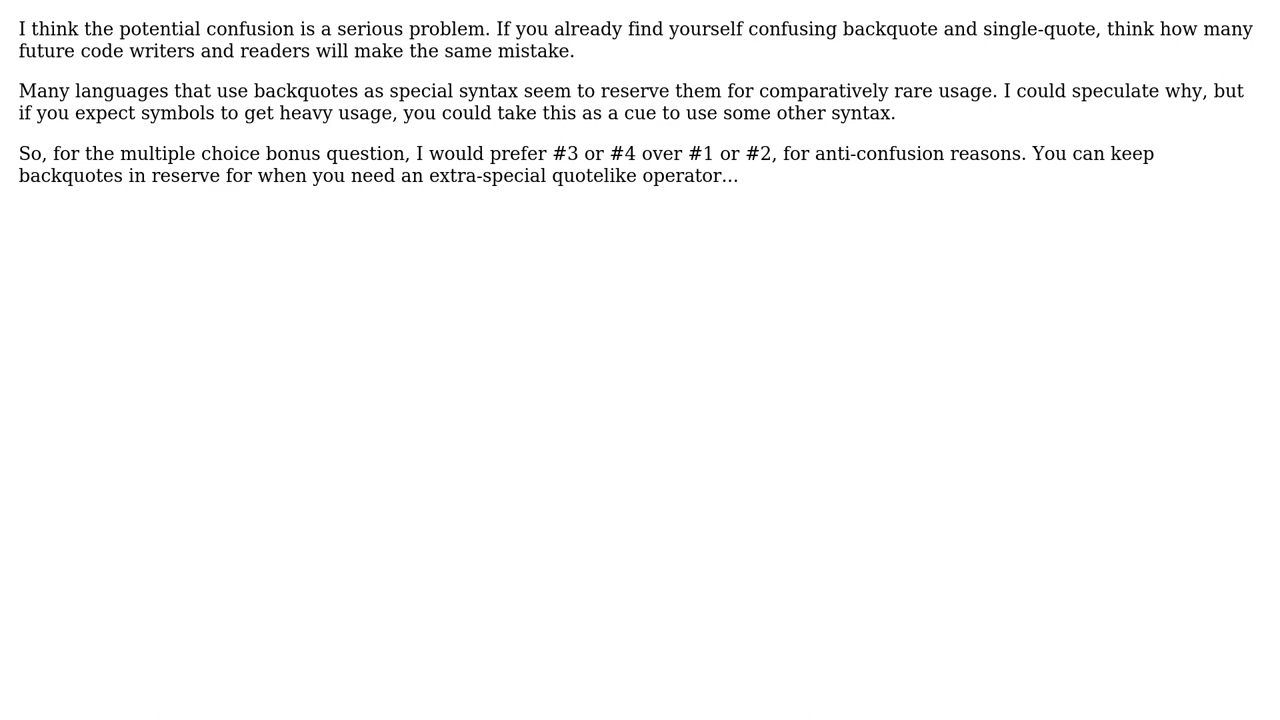 I think the potential confusion is a serious problem. If you already find yourself confusing backquote and single-quote, think how many
future code writers and readers will make the same mistake.
Many languages that use backquotes as special syntax seem to reserve them for comparatively rare usage. I could speculate why, but
if you expect symbols to get heavy usage, you could take this as a cue to use some other syntax.
So, for the multiple choice bonus question, I would prefer #3 or #4 over #1 or #2, for anti-confusion reasons. You can keep
backquotes in reserve for when you need an extra-special quotelike operator...